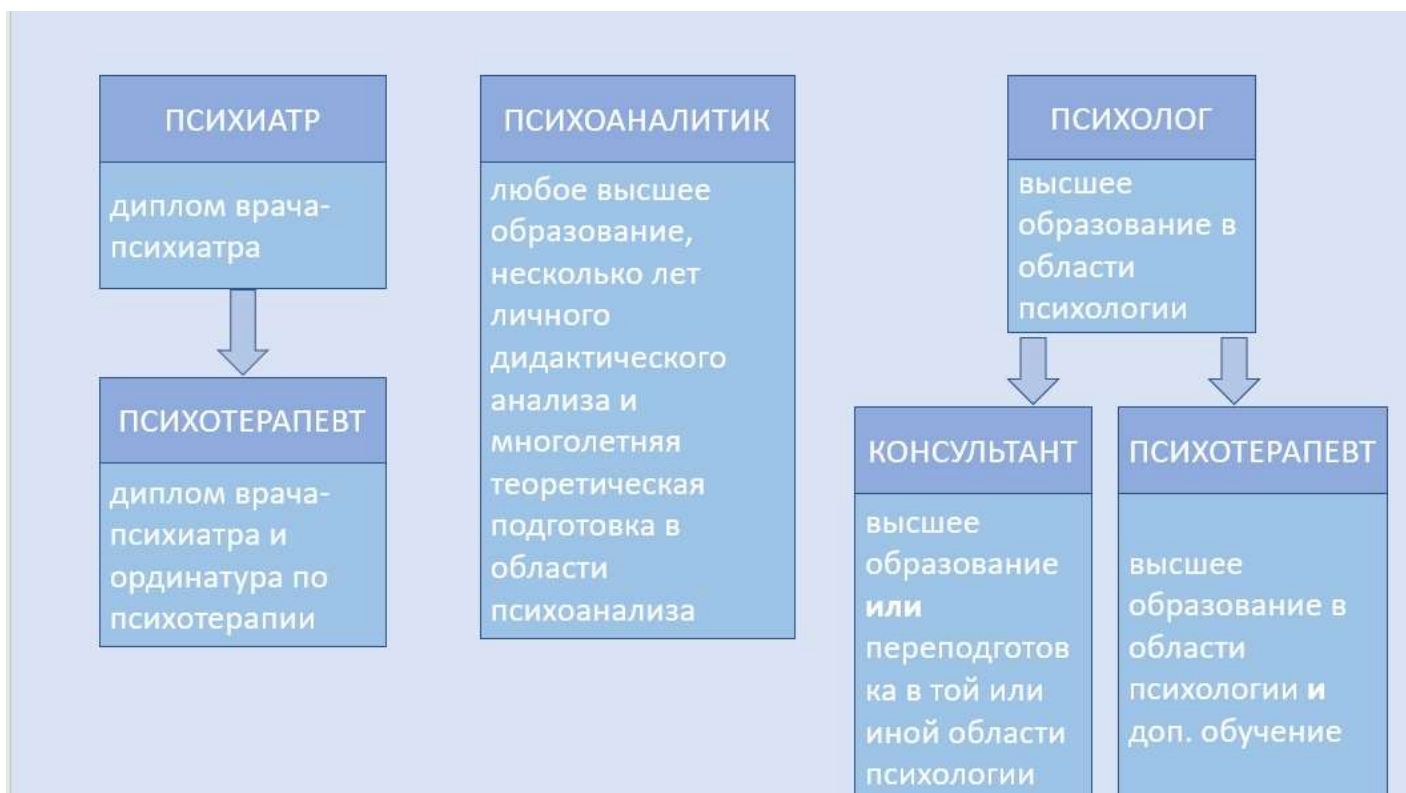 ПСИХИАТР
диплом врача-
психиатра
ПСИХОТЕРАПЕВТ
диплом врача-
психиатра и
ординатура по
психотерапии
ПСИХОАНАЛИТИК
любое высшее
образование,
несколько лет
личного
дидактического
анализа и
многолетняя
теоретическая
подготовка в
области
психоанализа
ПСИХОЛОГ
высшее
образование в
области
психологии
КОНСУЛЬТАНТ
высшее
образование
или
переподготов
ка в той или
иной области
психологии
ПСИХОТЕРАПЕВТ
высшее
образование в
области
психологии и
доп. обучение